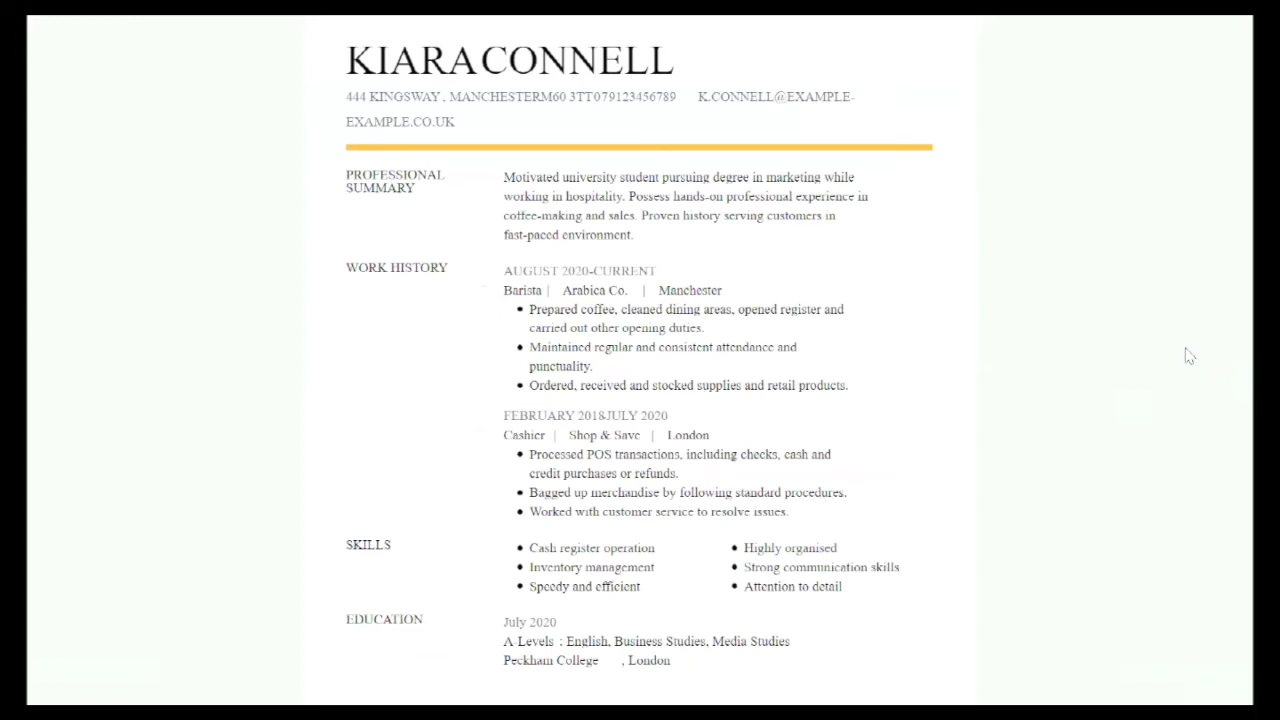 KIARA CONNELL
444 KINGSWAY, MANCHESTERM60 3TT079123456789 K.CONNELL@EXAMPLE-
EXAMPLE.CO.UK
PROFESSIONAL
SUMMARY
Motivated university student pursuing degree in marketing while
working in hospitality. Possess hands-on professional experience in
coffee-making and sales. Proven history serving customers in
fast-paced environment.
WORK HISTORY
AUGUST 2020-CURRENT
Barista | Arabica Co. | Manchester
• Prepared coffee, cleaned dining areas, opened register and
carried out other opening duties.
• Maintained regular and consistent attendance and
punctuality.
• Ordered, received and stocked supplies and retail products.
FEBRUARY 2018JULY 2020
Cashier | Shop & Save | London
• Processed POS transactions, including checks, cash and
credit purchases or refunds.
• Bagged up merchandise by following standard procedures.
• Worked with customer service to resolve issues.
SKILLS
• Cash register operation
• Inventory management
• Speedy and efficient
• Highly organised
• Strong communication skills
• Attention to detail
EDUCATION
July 2020
A-Levels : English, Business Studies, Media Studies
Peckham College , London